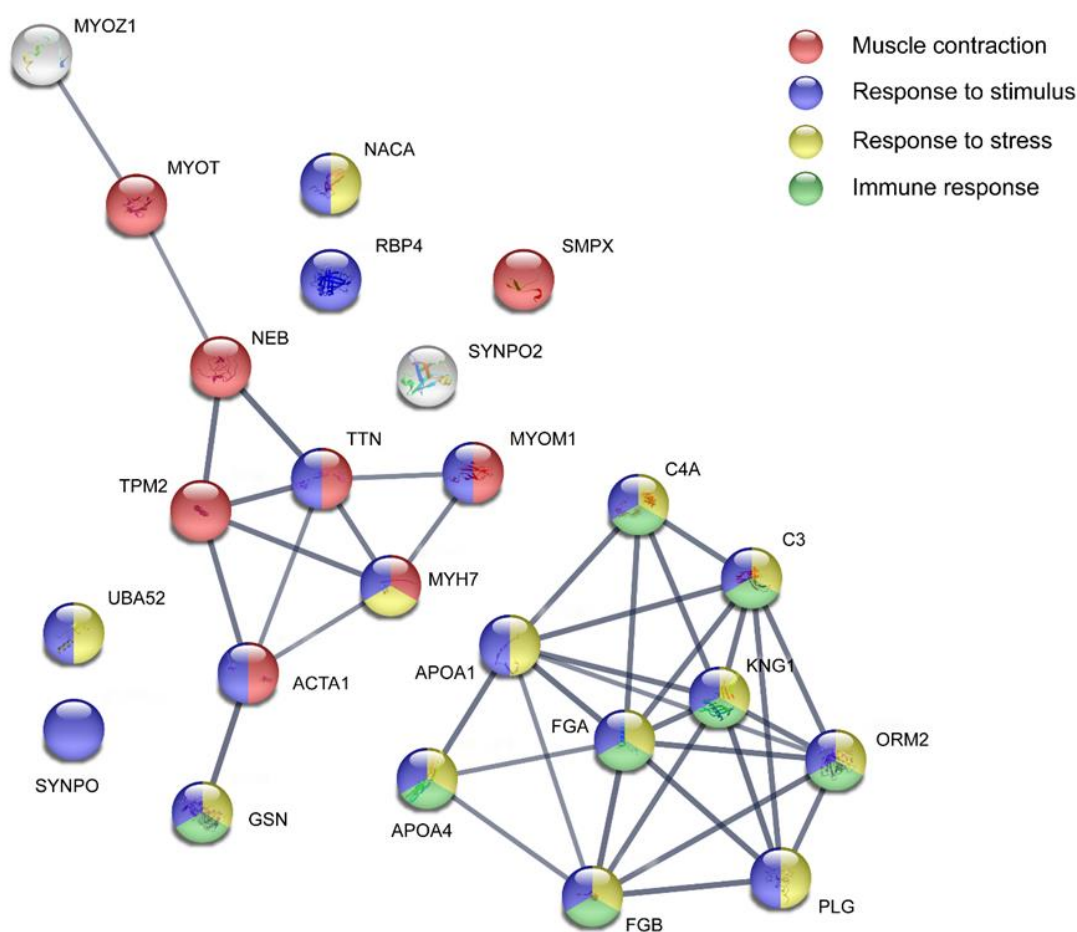 MYOZ1
Muscle contraction
Response to stimulus
Response to stress
Immune response
MYOT
NACA
RBP4
SMPX
NEB
SYNPO2
TTN
MYOM1
TPM2
C4A
C3
MYH7
UBA52
APOA1
KNG1
ACTA1
FGA
ORM2
SYNPO
GSN
APOA4
PLG
FGB